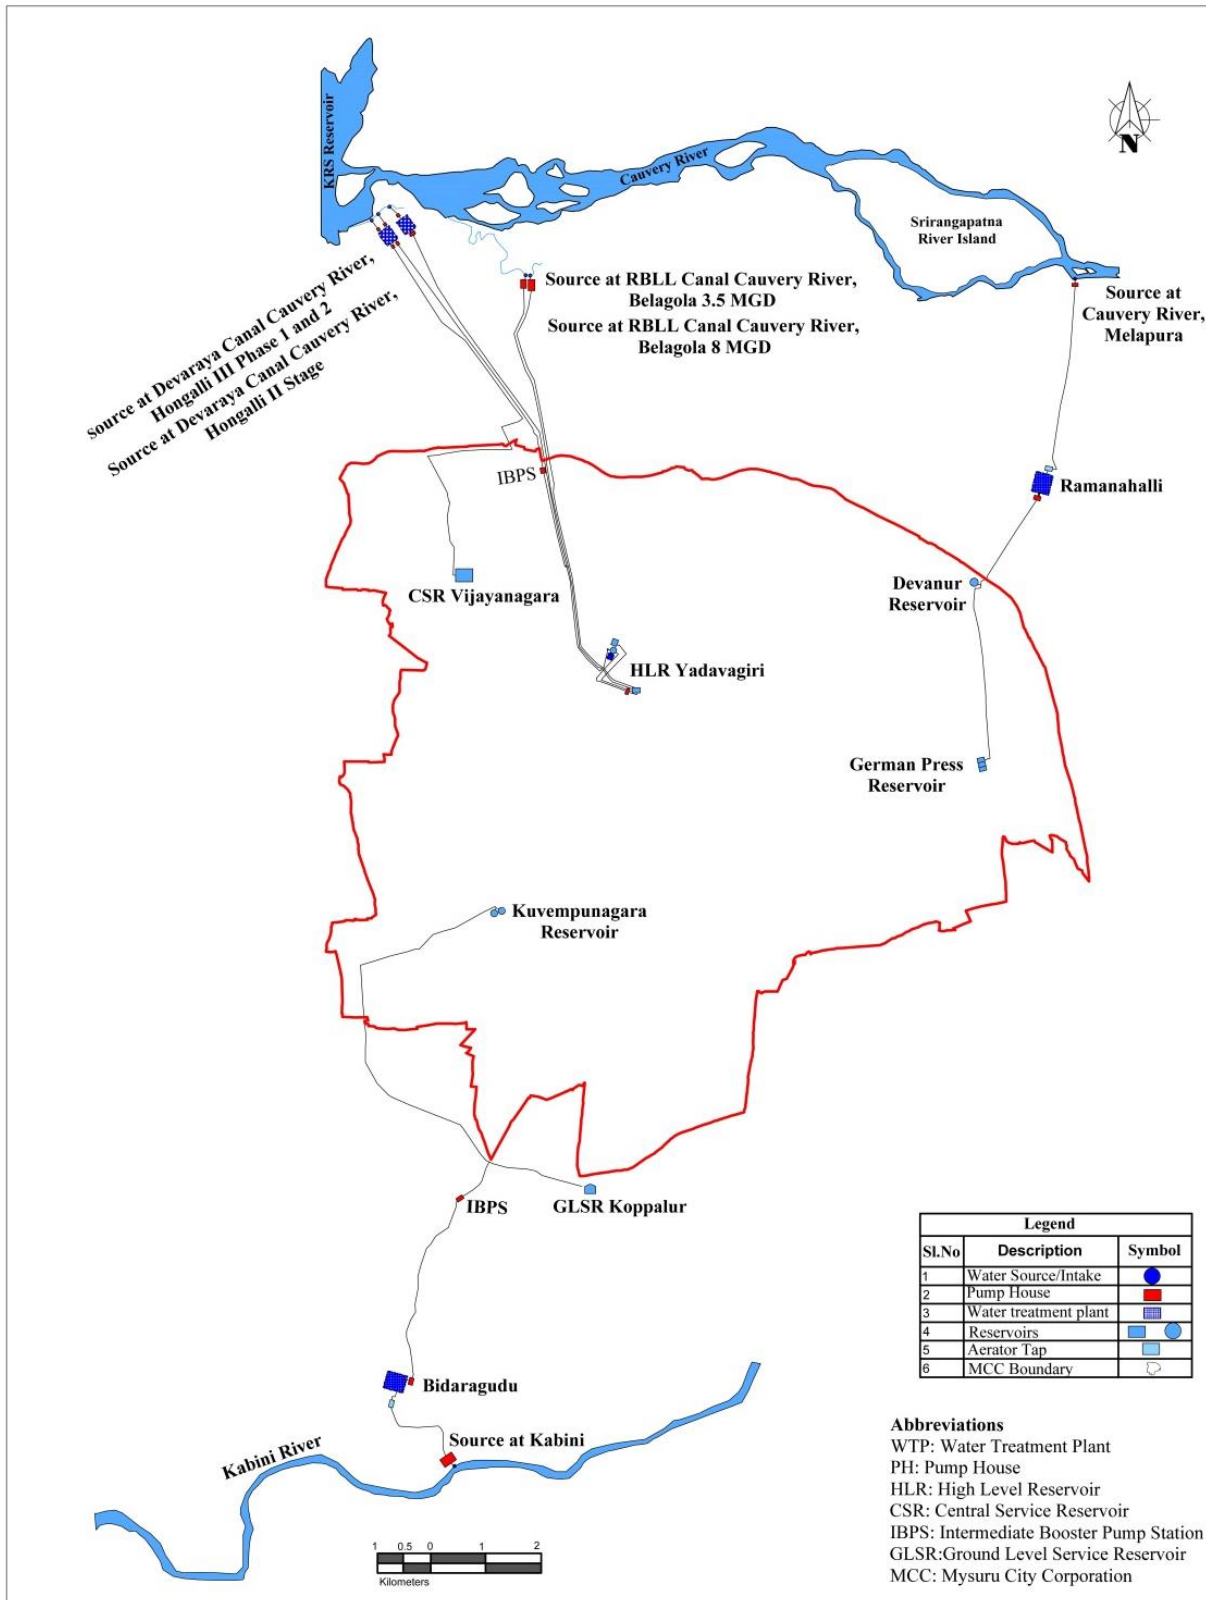 KRS Reservoir
Cauvery River
N
Srirangapatna
River Island
Source at RBLL Canal Cauvery River,
Belagola 3.5 MGD
Source at RBLL Canal Cauvery River,
Belagola 8 MGD
Source at
Cauvery River,
Melapura
Source at Devaraya Canal Cauvery River,
Hongalli III Phase 1 and 2
Source at Devaraya Canal Cauvery River,
Hongalli II Stage
IBPS
Ramanahalli
CSR Vijayanagara
Devanur
Reservoir
HLR Yadavagiri
German Press
Reservoir
Kuvempunagara
Reservoir
IBPS
GLSR Koppalur
Bidaragudu
Source at Kabini
Kabini River
1 0.5 0 1 2
Kilometers
Legend
Sl.No Description Symbol
1 Water Source/Intake
2 Pump House
3 Water treatment plant
4 Reservoirs
5 Aerator Tap
6 MCC Boundary
Abbreviations
WTP: Water Treatment Plant
PH: Pump House
HLR: High Level Reservoir
CSR: Central Service Reservoir
IBPS: Intermediate Booster Pump Station
GLSR:Ground Level Service Reservoir
MCC: Mysuru City Corporation